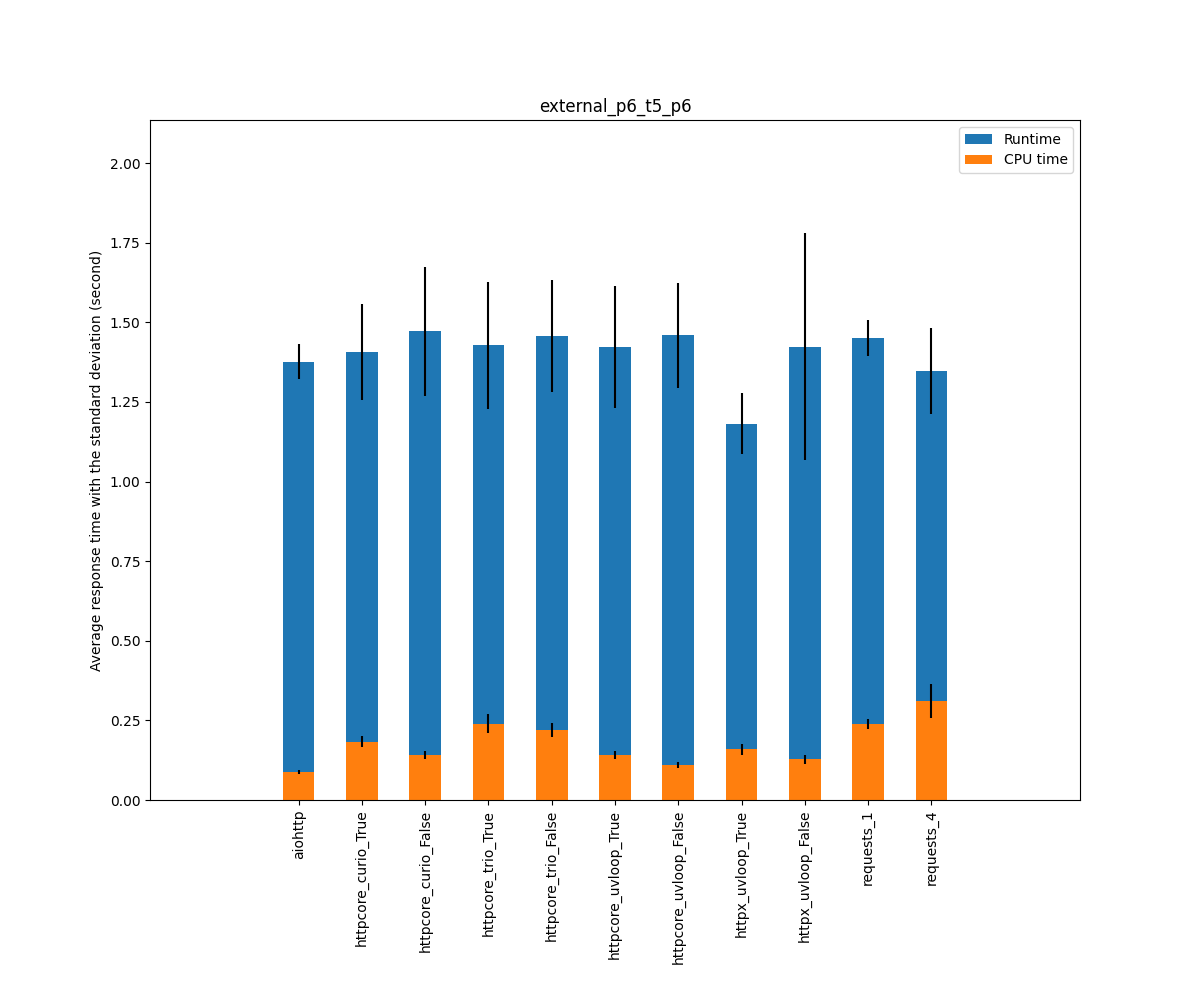 external_p6_t5_p6
Runtime
CPU time
Average response time with the standard deviation (second)
2.00
1.75
1.50
1.25
1.00
0.75
0.50
0.25
0.00
aiohttp
httpcore_curio_True
httpcore_curio_False
httpcore_trio_True
httpcore_trio_False
httpcore_uvloop_True
httpcore_uvloop_False
httpx_uvloop_True
httpx_uvloop_False
requests_1
requests_4